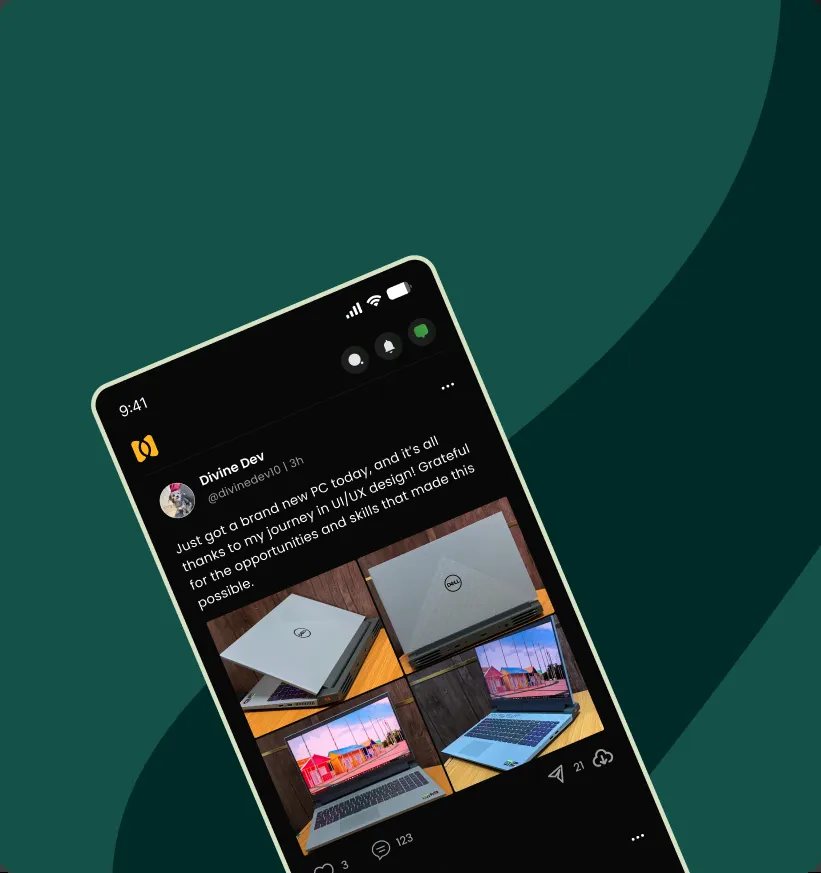 9:41
Divine Dev
@divinedev10 | 3h
Just got a brand new PC today, and it's all
thanks to my journey in UI/UX design! Grateful
for the opportunities and skills that made this
possible.
DELL
3
123
21